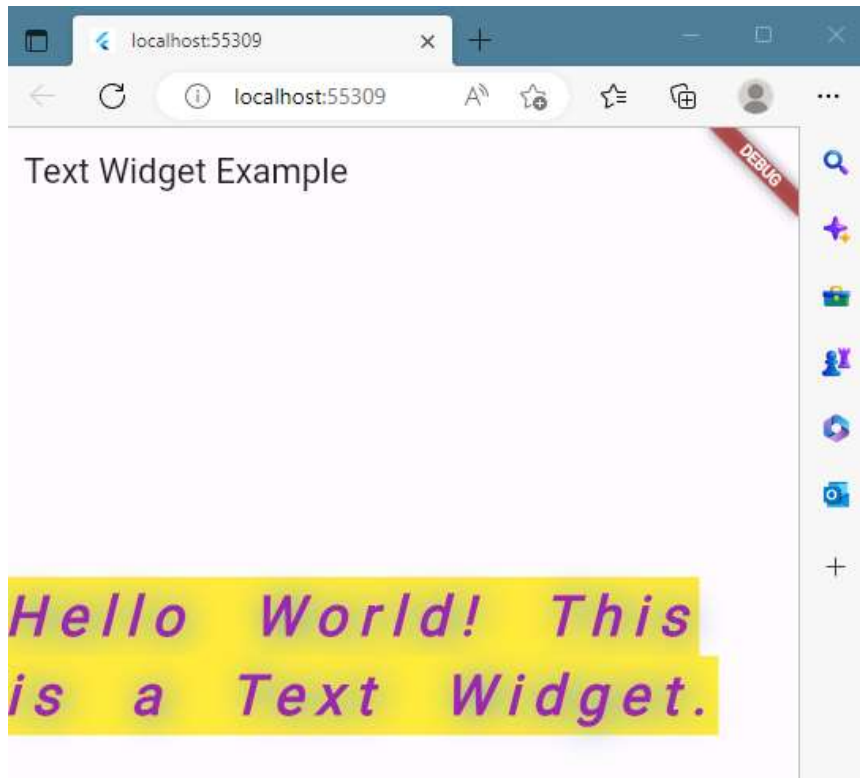 localhost:55309
localhost:55309
Text Widget Example
DEBUG
Hello World! This
is a Text Widget.